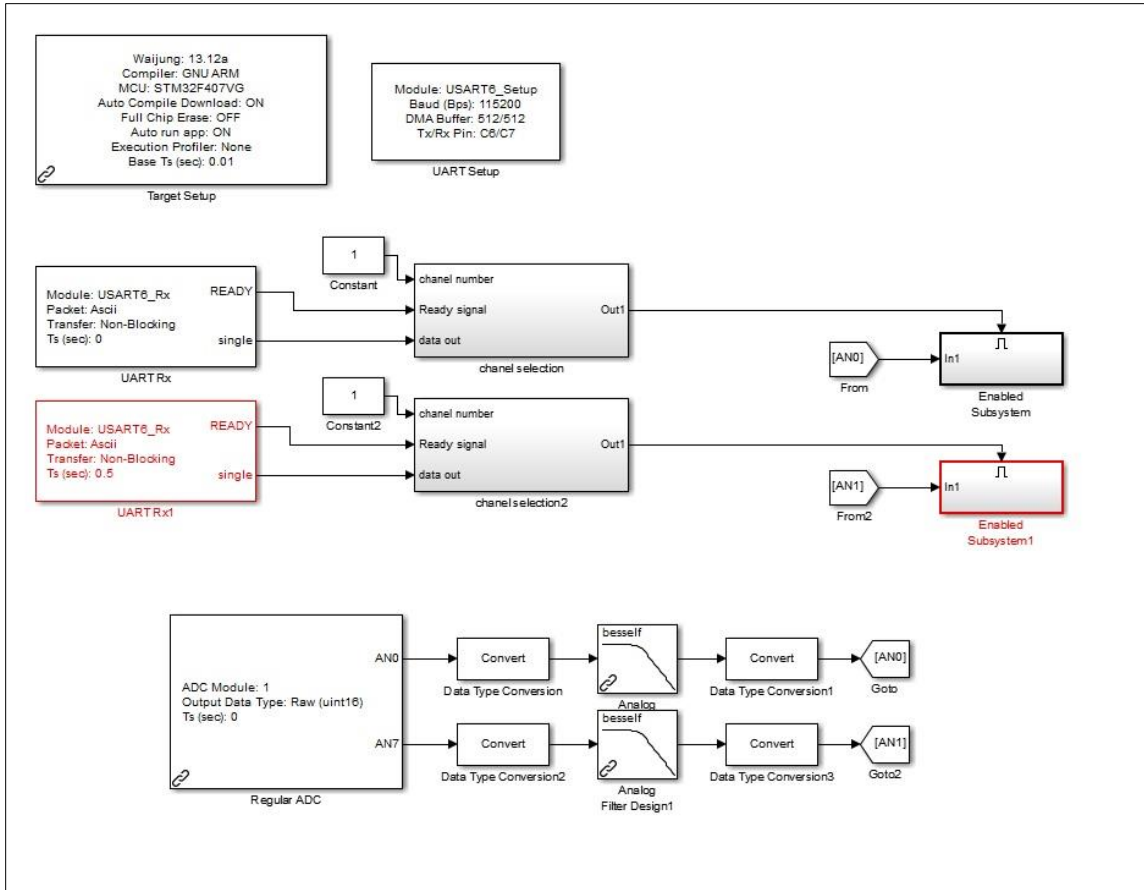 Waijung: 13.12a
Compiler: GNU ARM
MCU: STM32F407VG
Auto Compile Download: ON
Full Chip Erase: OFF
Auto run app: ON
Execution Profiler: None
Base Ts (sec): 0.01
Target Setup
Module: USART6_Setup
Baud (Bps): 115200
DMA Buffer: 512/512
Tx/Rx Pin: C6/C7
UART Setup
Module: USART6_Rx
Packet: Ascii
Transfer: Non-Blocking
Ts (sec): 0
READY
single
UART Rx
1
Constant
chanel number
Ready signal
data out
Out1
chanel selection
[AN0]
From
In1
Enabled
Subsystem
Module: USART6_Rx
Packet: Ascii
Transfer: Non-Blocking
Ts (sec): 0.5
READY
single
UART Rx1
1
Constant2
chanel number
Ready signal
data out
Out1
chanel selection2
[AN1]
From2
In1
Enabled
Subsystem1
ADC Module: 1
Output Data Type: Raw (uint16)
Ts (sec): 0
AN0
AN7
Regular ADC
Convert
Data Type Conversion
besself
Analog
Convert
Data Type Conversion1
[AN0]
Goto
Convert
Data Type Conversion2
besself
Analog
Filter Design1
Convert
Data Type Conversion3
[AN1]
Goto2